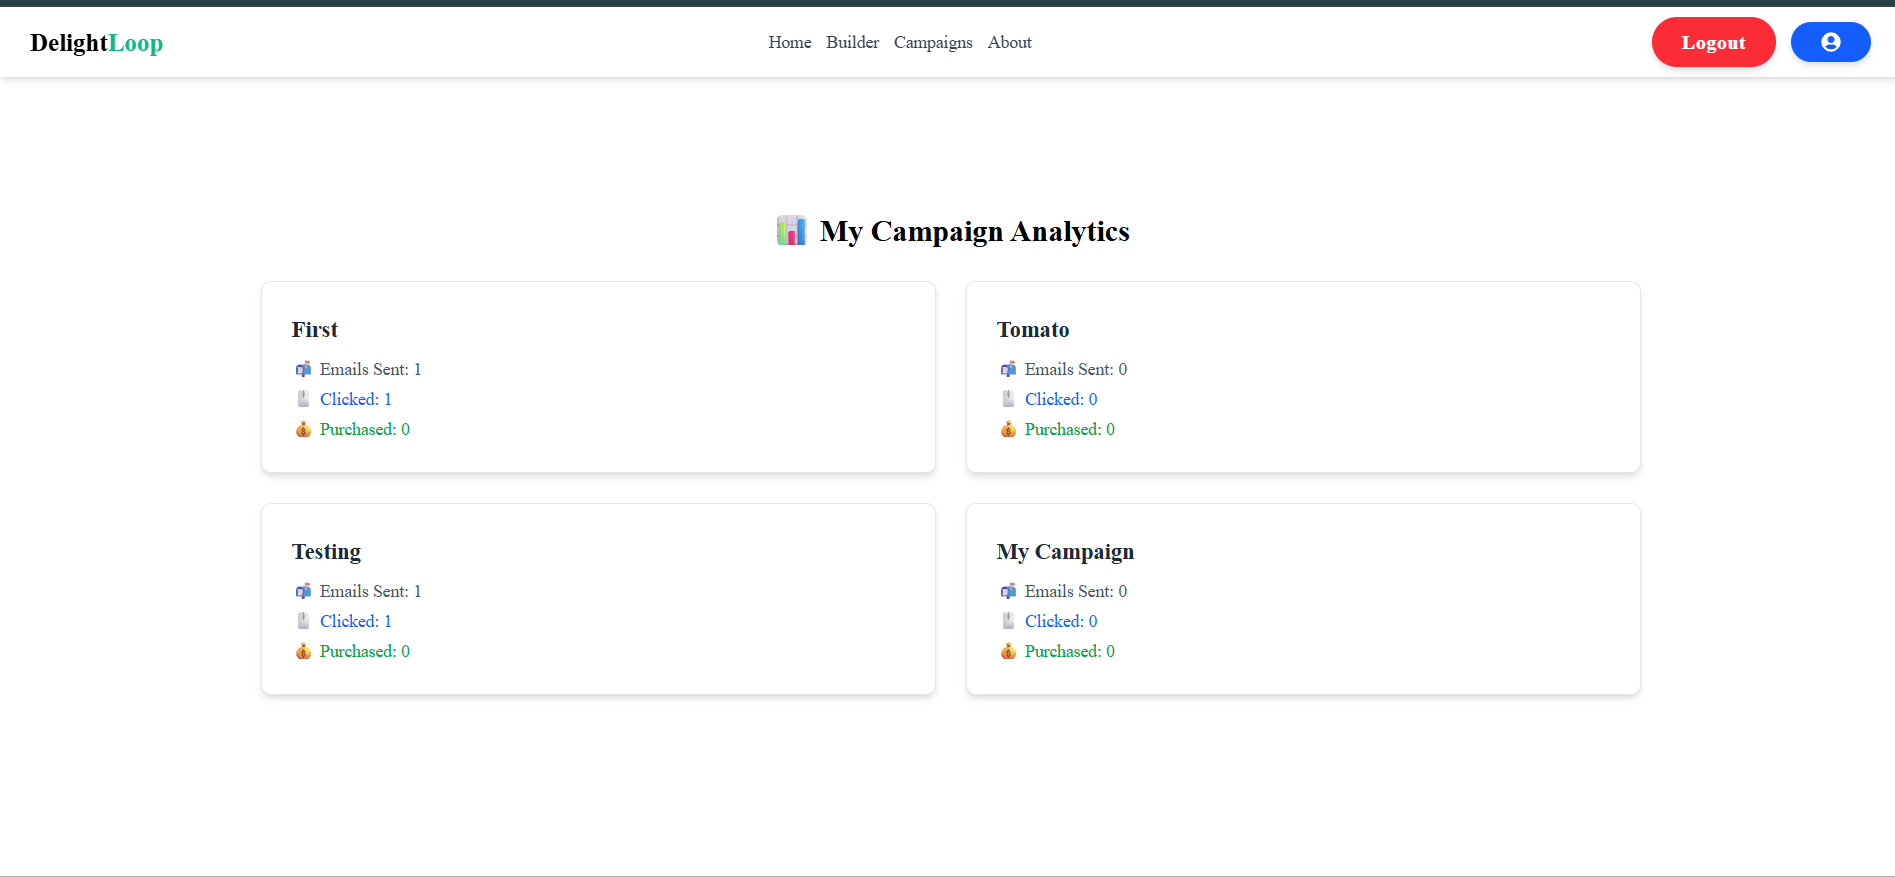 DelightLoop
Home Builder Campaigns About
Logout
My Campaign Analytics
First
Emails Sent: 1
Clicked: 1
Purchased: 0
Tomato
Emails Sent: 0
Clicked: 0
Purchased: 0
Testing
Emails Sent: 1
Clicked: 1
Purchased: 0
My Campaign
Emails Sent: 0
Clicked: 0
Purchased: 0